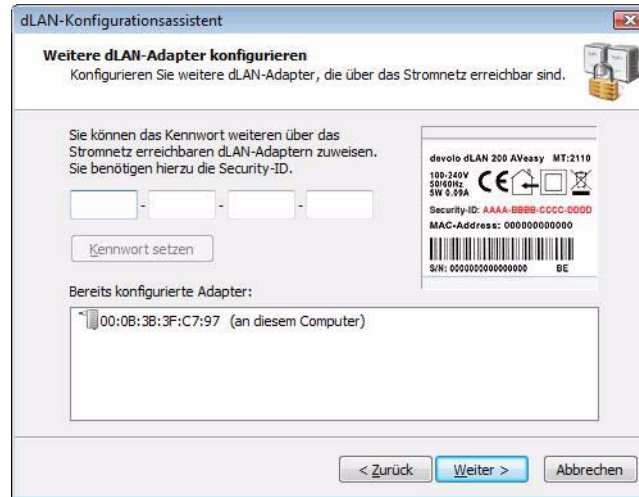 dLAN-Konfigurationsassistent
Weitere dLAN-Adapter konfigurieren
Konfigurieren Sie weitere dLAN-Adapter, die über das Stromnetz erreichbar sind.
Sie können das Kennwort weiteren über das
Stromnetz erreichbaren dLAN-Adaptern zuweisen.
Sie benötigen hierzu die Security-ID.
- - -
Kennwort setzen
devolo dLAN 200 AVeasy MT:2110
100-240V
50/60Hz
5W 0.09A
CE
Security-ID: AAAA-BBBB-CCCC-DDDD
MAC-Address: 000000000000
S/N: 0000000000000000 BE
Bereits konfigurierte Adapter:
00:0B:3B:3F:C7:97 (an diesem Computer)
< Zurück
Weiter >
Abbrechen